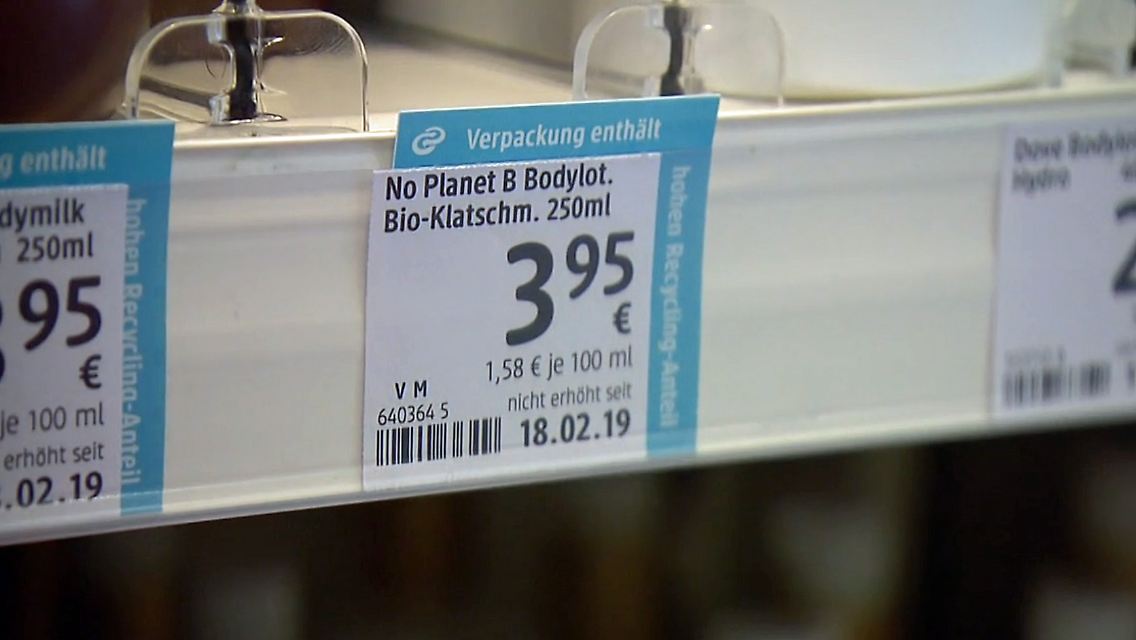 g enthält
dymilk
250ml
95
€
je 100 ml
erhöht seit
.02.19
hohen Recycling-Anteil
Verpackung enthält
No Planet B Bodylot.
Bio-Klatschm. 250ml
3 95
€
1,58 € je 100 ml
V M
640364 5
nicht erhöht seit
18.02.19
hohen Recycling-Anteil
Dove Bodylo
Hydro
2